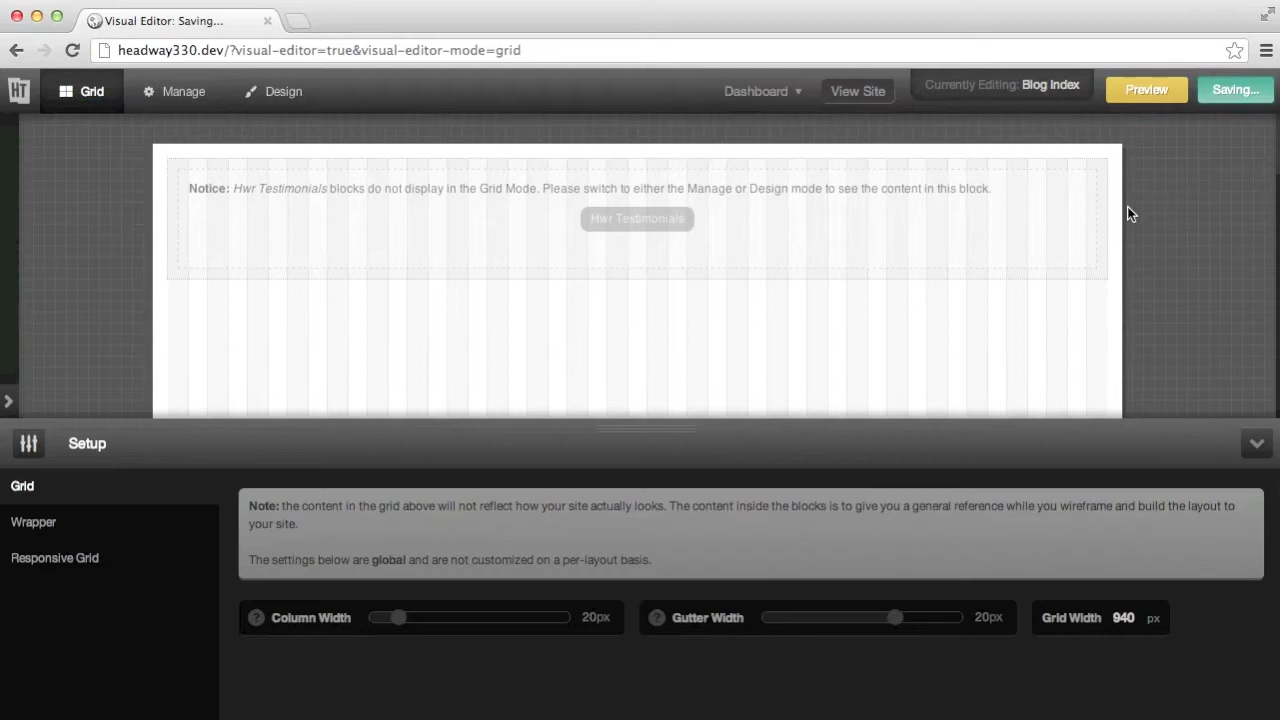 Visual Editor: Saving...
headway330.dev/?visual-editor=true&visual-editor-mode=grid
HT Grid Manage Design Dashboard View Site Currently Editing: Blog Index Preview Saving...
Notice: Hwr Testimonials blocks do not display in the Grid Mode. Please switch to either the Manage or Design mode to see the content in this block.
Hwr Testimonials
Setup
Grid
Wrapper
Responsive Grid
Note: the content in the grid above will not reflect how your site actually looks. The content inside the blocks is to give you a general reference while you wireframe and build the layout to
your site.
The settings below are global and are not customized on a per-layout basis.
? Column Width 20px ? Gutter Width 20px Grid Width 940 px